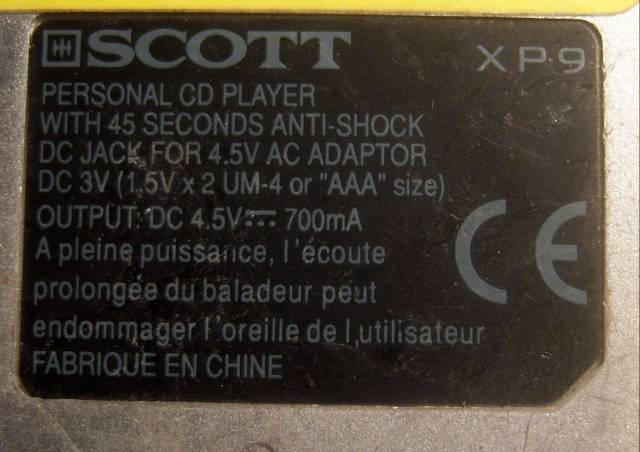 SCOTT XP9
PERSONAL CD PLAYER
WITH 45 SECONDS ANTI-SHOCK
DC JACK FOR 4.5V AC ADAPTOR
DC 3V (1.5V x 2 UM-4 or "AAA" size)
OUTPUT: DC 4.5V⎓ 700mA
A pleine puissance, l'écoute
prolongée du baladeur peut
endommager l'oreille de l'utilisateur
FABRIQUE EN CHINE
CE